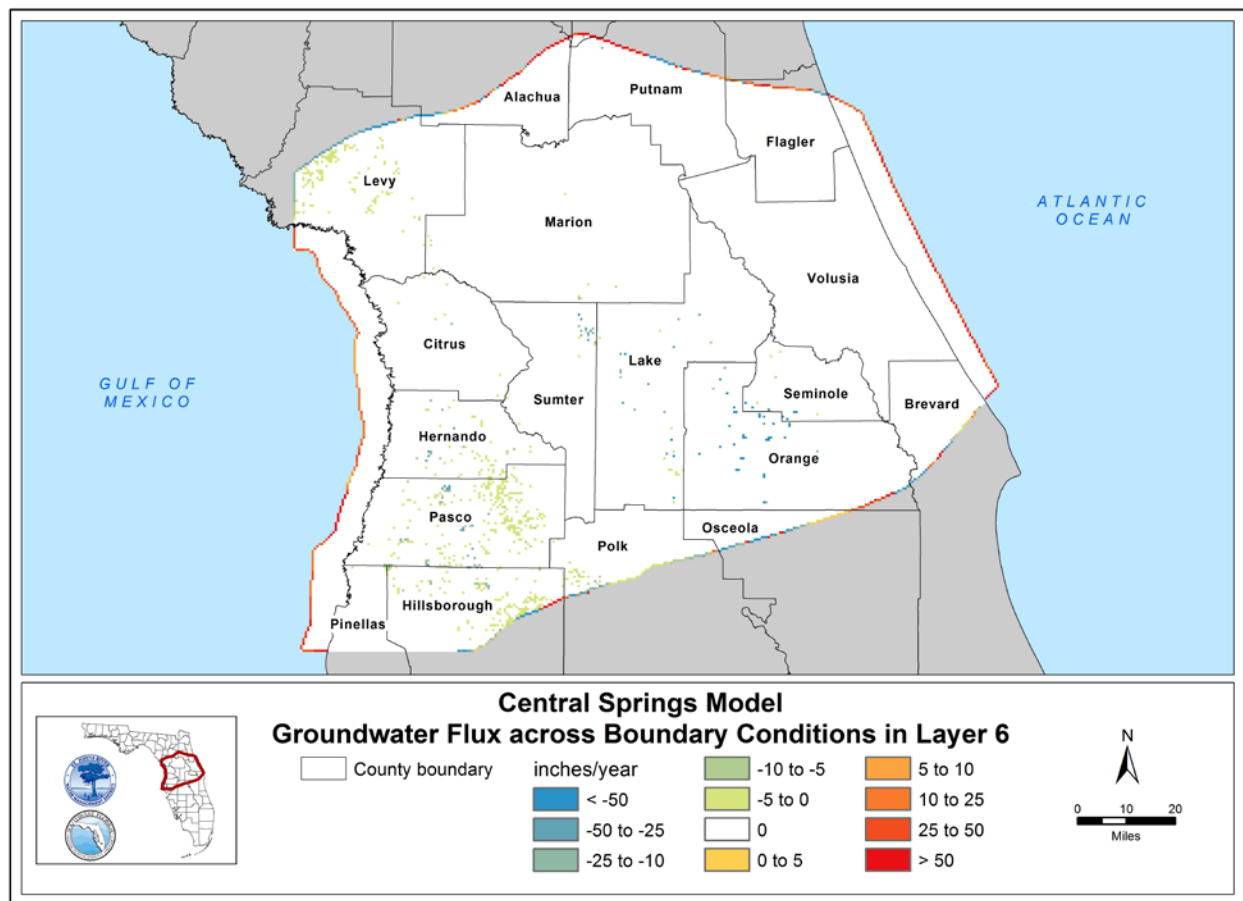 Alachua
Putnam
Flagler
Levy
Marion
ATLANTIC
OCEAN
Volusia
Citrus
Lake
GULF OF
MEXICO
Sumter
Seminole
Brevard
Hernando
Orange
Pasco
Osceola
Polk
Hillsborough
Pinellas
Central Springs Model
Groundwater Flux across Boundary Conditions in Layer 6
County boundary
inches/year
< -50
-50 to -25
-25 to -10
-10 to -5
-5 to 0
0
0 to 5
5 to 10
10 to 25
25 to 50
> 50
N
0 10 20
Miles